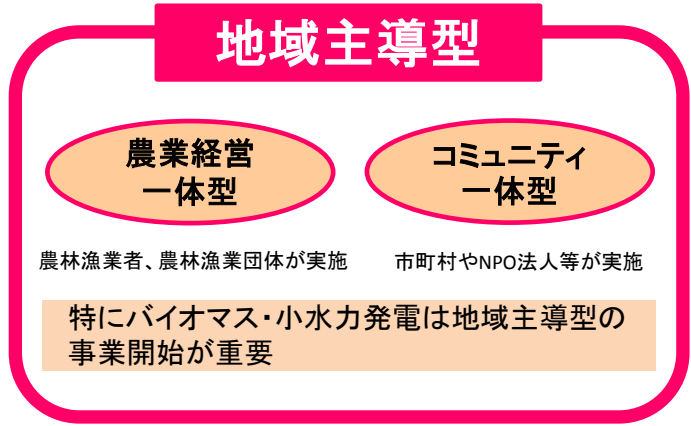 地域主導型
農業経営
一体型
コミュニティ
一体型
農林漁業者、農林漁業団体が実施
市町村やNPO法人等が実施
特にバイオマス・小水力発電は地域主導型の
事業開始が重要